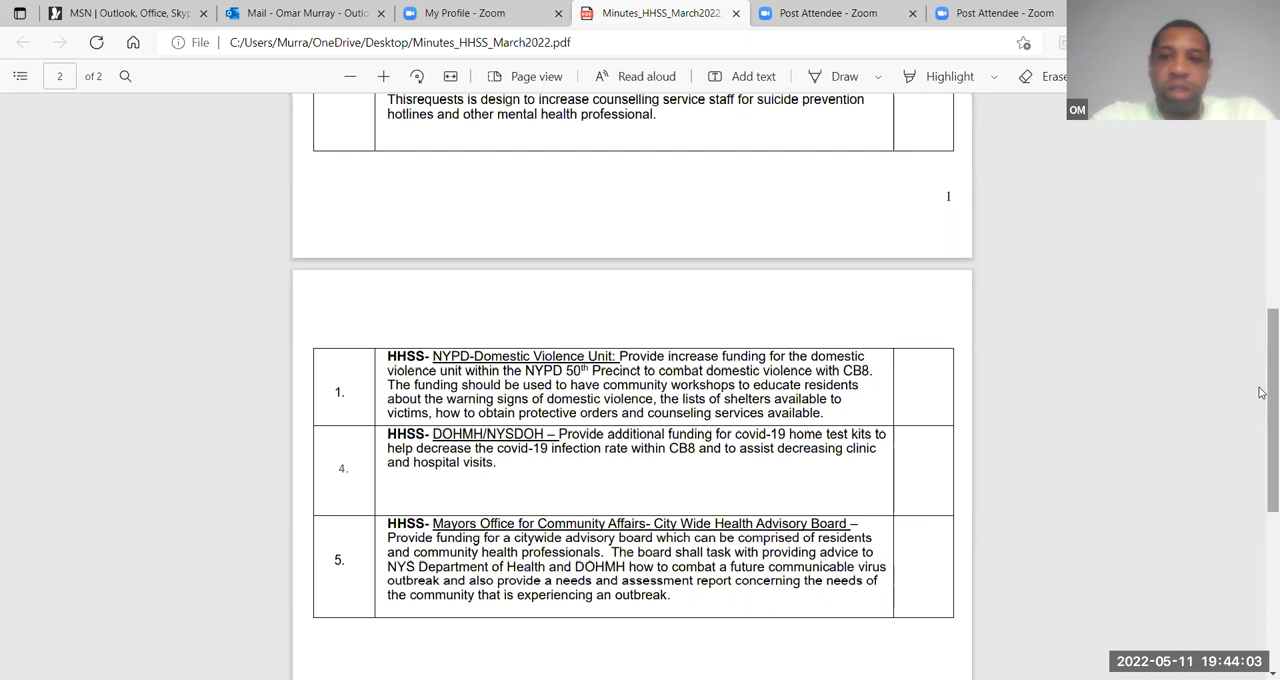 MSN | Outlook, Office, Skyp
Mail - Omar Murray - Outlo
My Profile - Zoom
Minutes_HHSS_March2022.
Post Attendee - Zoom
Post Attendee - Zoom
File
C:/Users/Murra/OneDrive/Desktop/Minutes_HHSS_March2022.pdf
2 of 2
Page view
Read aloud
Add text
Draw
Highlight
Erase
OM
Thisrequests is design to increase counselling service staff for suicide prevention
hotlines and other mental health professional.
1
1.
HHSS- NYPD-Domestic Violence Unit: Provide increase funding for the domestic
violence unit within the NYPD 50th Precinct to combat domestic violence with CB8.
The funding should be used to have community workshops to educate residents
about the warning signs of domestic violence, the lists of shelters available to
victims, how to obtain protective orders and counseling services available.
4.
HHSS- DOHMH/NYSDOH – Provide additional funding for covid-19 home test kits to
help decrease the covid-19 infection rate within CB8 and to assist decreasing clinic
and hospital visits.
5.
HHSS- Mayors Office for Community Affairs- City Wide Health Advisory Board –
Provide funding for a citywide advisory board which can be comprised of residents
and community health professionals. The board shall task with providing advice to
NYS Department of Health and DOHMH how to combat a future communicable virus
outbreak and also provide a needs and assessment report concerning the needs of
the community that is experiencing an outbreak.
2022-05-11 19:44:03